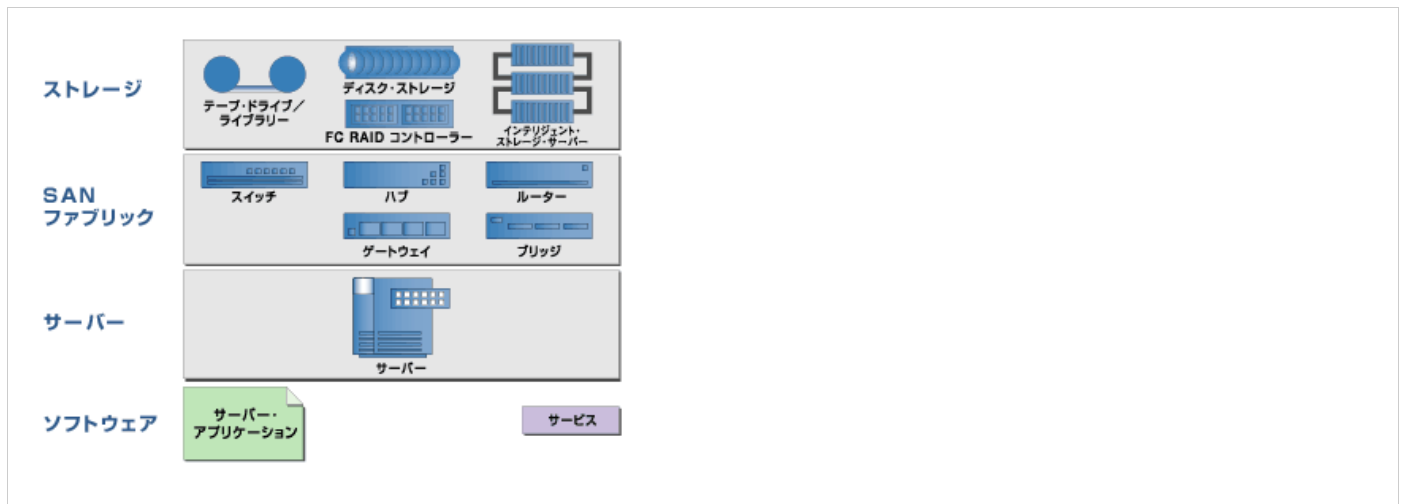 ストレージ
テープ・ドライブ／
ライブラリー
ディスク・ストレージ
FC RAID コントローラー
インテリジェント・
ストレージ・サーバー
SAN
ファブリック
スイッチ
ハブ
ルーター
ゲートウェイ
ブリッジ
サーバー
サーバー
ソフトウェア
サーバー・
アプリケーション
サービス